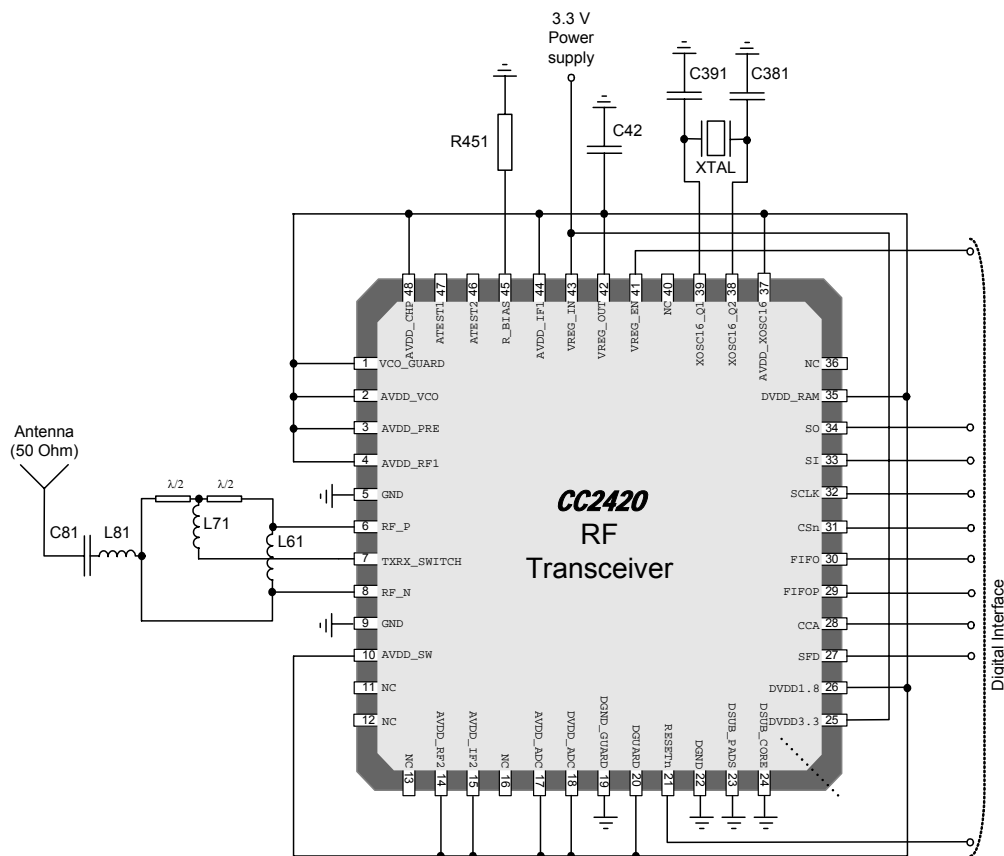 3.3 V
Power
supply
C391
C381
R451
C42
XTAL
48
47
46
45
44
43
42
41
40
39
38
37
AVDD_CHP
ATEST1
ATEST2
R_BIAS
AVDD_IF1
VREG_IN
VREG_OUT
VREG_EN
NC
XOSC16_Q1
XOSC16_Q2
AVDD_XOSC16
1 VCO_GUARD
2 AVDD_VCO
3 AVDD_PRE
4 AVDD_RF1
5 GND
6 RF_P
7 TXRX_SWITCH
8 RF_N
9 GND
10 AVDD_SW
11 NC
12 NC
Antenna
(50 Ohm)
λ/2
λ/2
C81
L81
L71
L61
CC2420
RF
Transceiver
NC 36
DVDD_RAM 35
SO 34
SI 33
SCLK 32
CSn 31
FIFO 30
FIFOP 29
CCA 28
SFD 27
DVDD1.8 26
DVDD3.3 25
NC
AVDD_RF2
AVDD_IF2
NC
AVDD_ADC
DVDD_ADC
DGND_GUARD
DGUARD
RESETn
DGND
DSUB_PADS
DSUB_CORE
13
14
15
16
17
18
19
20
21
22
23
24
Digital Interface